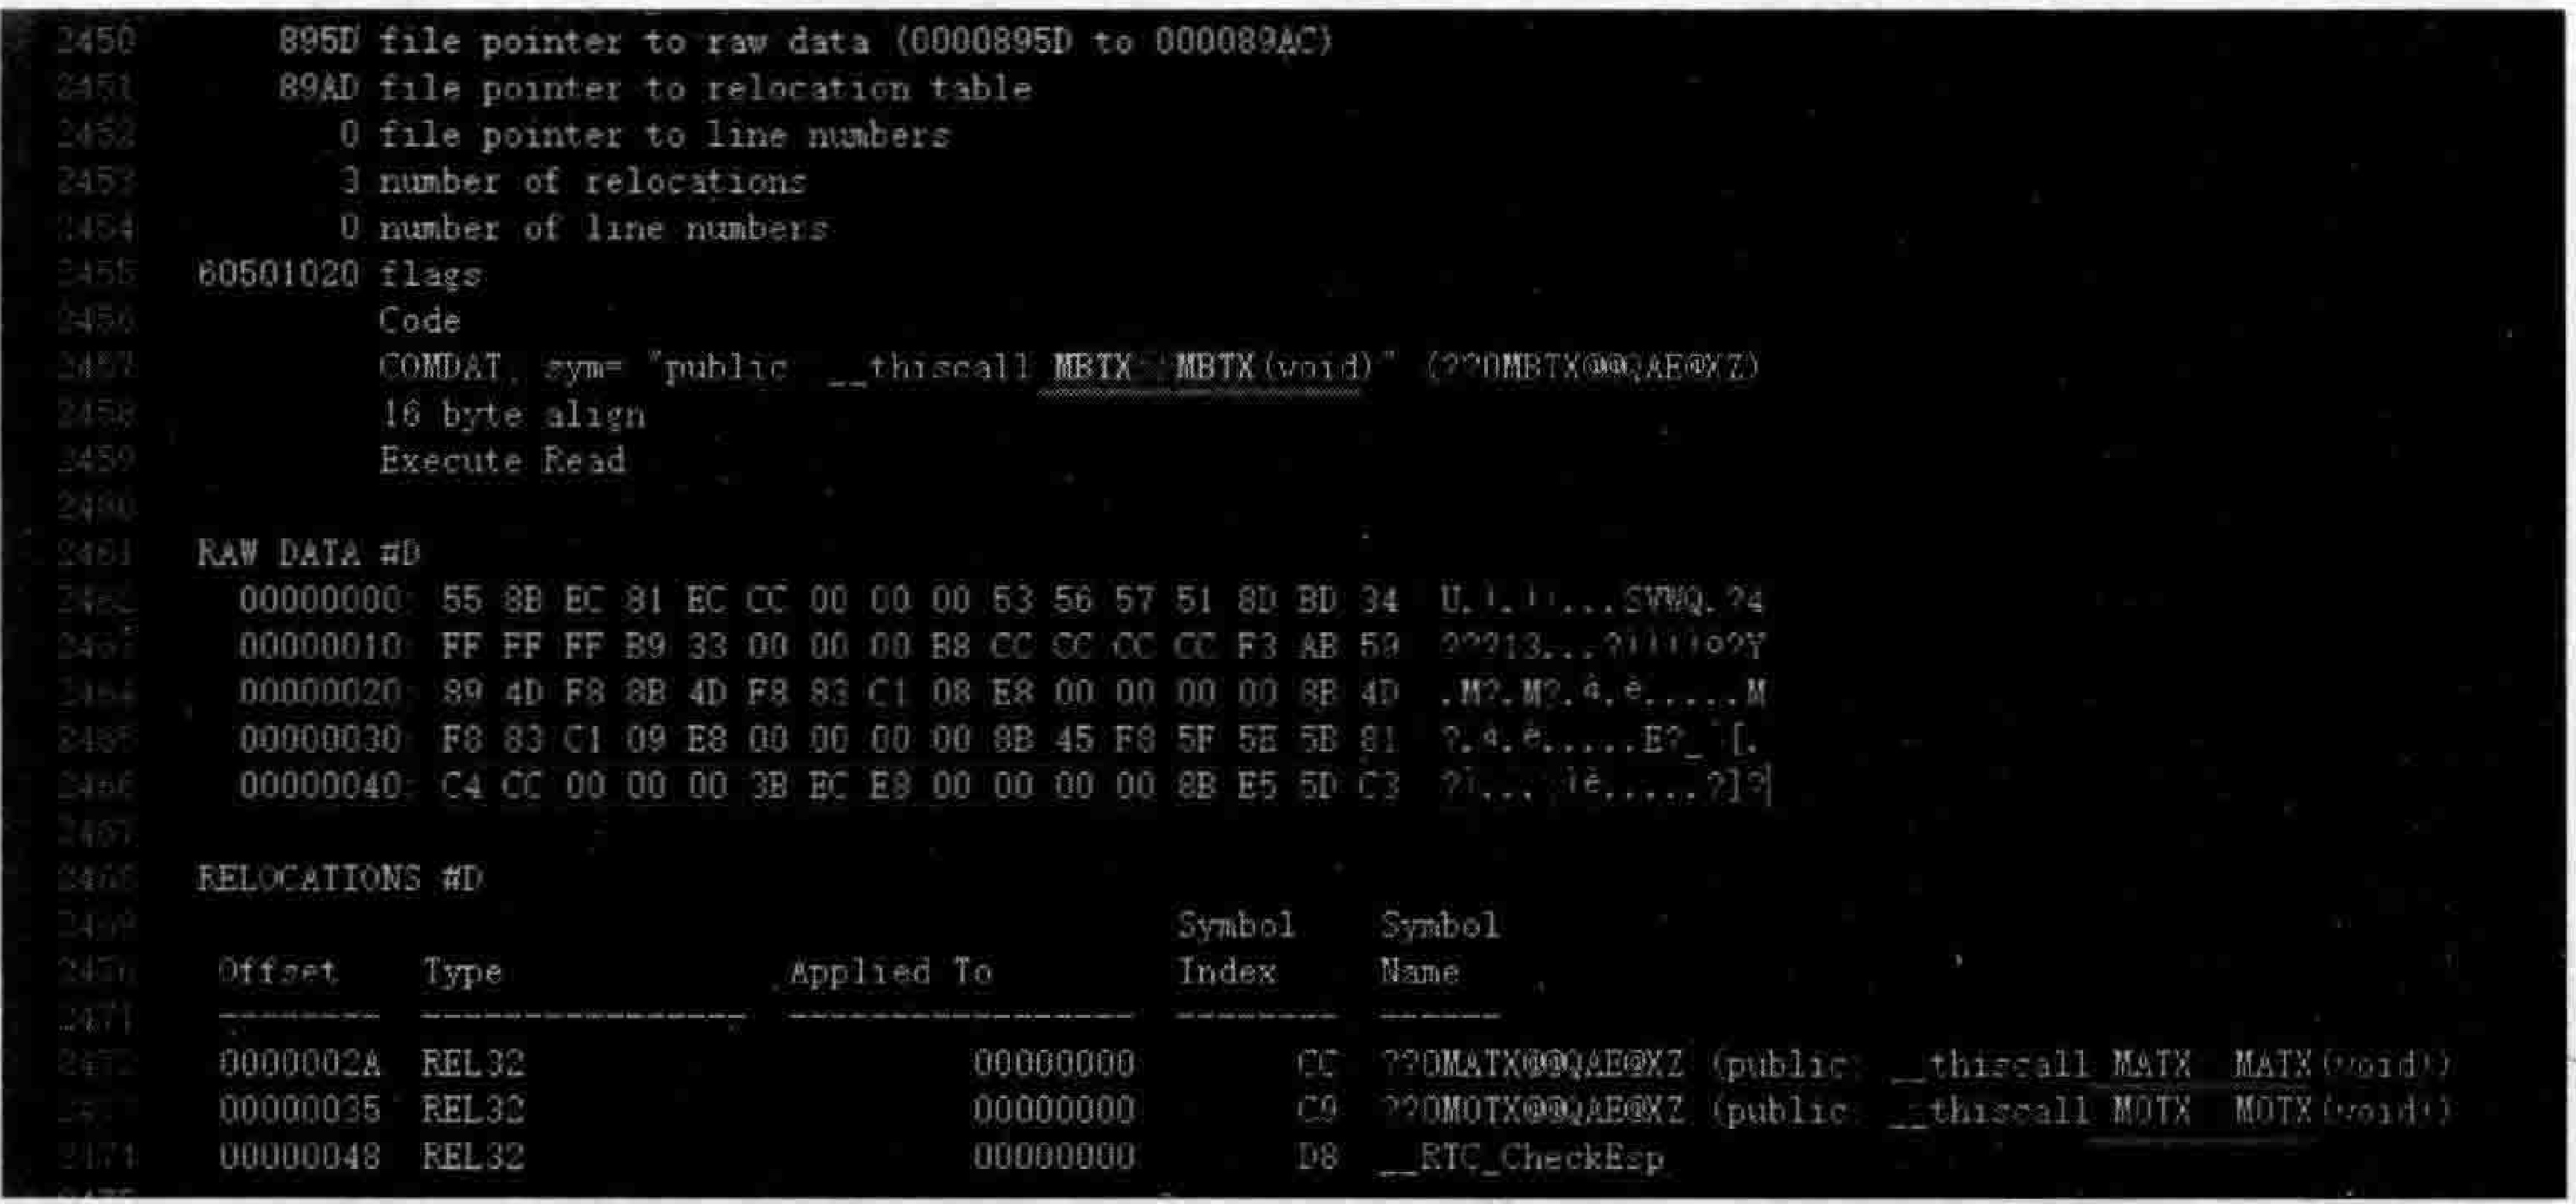 2450 895D file pointer to raw data (0000895D to 000089AC)
2451 89AD file pointer to relocation table
2452 0 file pointer to line numbers
2453 3 number of relocations
2454 0 number of line numbers
2455 60501020 flags
2456 Code
2457 COMDAT; sym= "public: __thiscall MBTX::MBTX(void)" (??0MBTX@@QAE@XZ)
2458 16 byte align
2459 Execute Read
2460
2461 RAW DATA #D
2462 00000000: 55 8B EC 81 EC CC 00 00 00 53 56 57 51 8D BD 34
2463 00000010: FF FF FF B9 33 00 00 00 B8 CC CC CC CC F3 AB 59
2464 00000020: 89 4D F8 8B 4D F8 83 C1 08 E8 00 00 00 00 8B 4D
2465 00000030: F8 83 C1 09 E8 00 00 00 00 8B 45 F8 5F 5E 5B 81
2466 00000040: C4 CC 00 00 00 3B EC E8 00 00 00 00 8B E5 5D C3
2467
2468 RELOCATIONS #D
2469 Symbol Symbol
2470 Offset Type Applied To Index Name
2471 -------- ---------------- ----------------- -------- ------
2472 0000002A REL32 00000000 CC ??0MATX@@QAE@XZ (public: __thiscall MATX::MATX(void))
2473 00000035 REL32 00000000 C9 ??0MOTX@@QAE@XZ (public: __thiscall MOTX::MOTX(void))
2474 00000048 REL32 00000000 D8 __RTC_CheckEsp